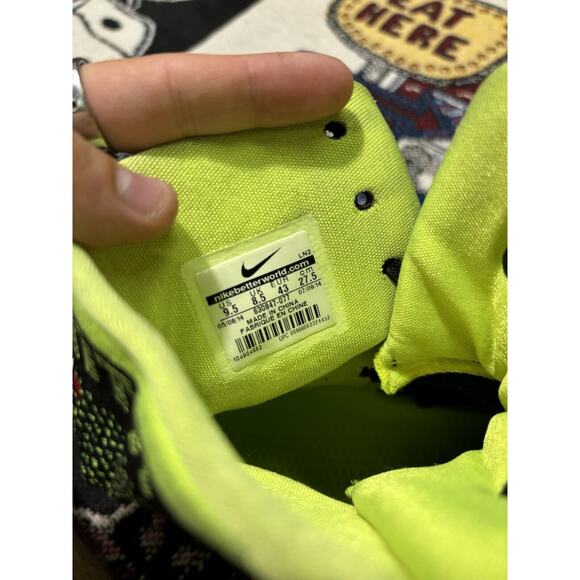 EAT
HERE
LN2
nikebetterworld.com
US UK EUR cm
9.5 8.5 43 27.5
05/08/14 630847-077 07/08/14
MADE IN CHINA
FABRIQUE EN CHINE